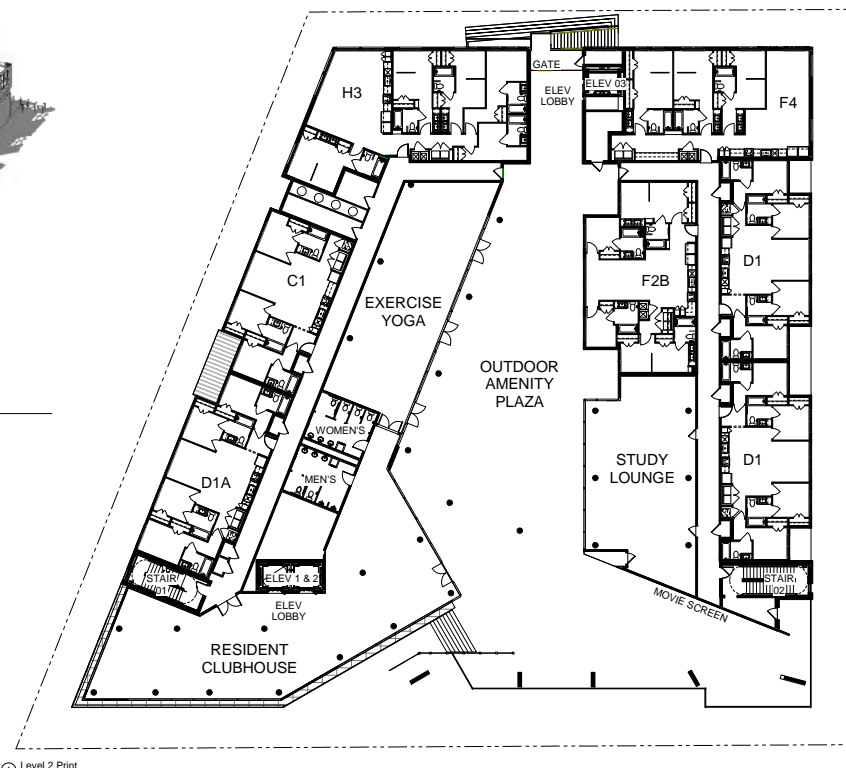 GATE
ELEV 03
ELEV
LOBBY
H3
F4
C1
D1
F2B
EXERCISE
YOGA
OUTDOOR
AMENITY
PLAZA
WOMEN'S
MEN'S
D1A
STUDY
LOUNGE
D1
STAIR
01
ELEV 1 & 2
ELEV
LOBBY
STAIR
02
MOVIE SCREEN
RESIDENT
CLUBHOUSE
Level 2 Print